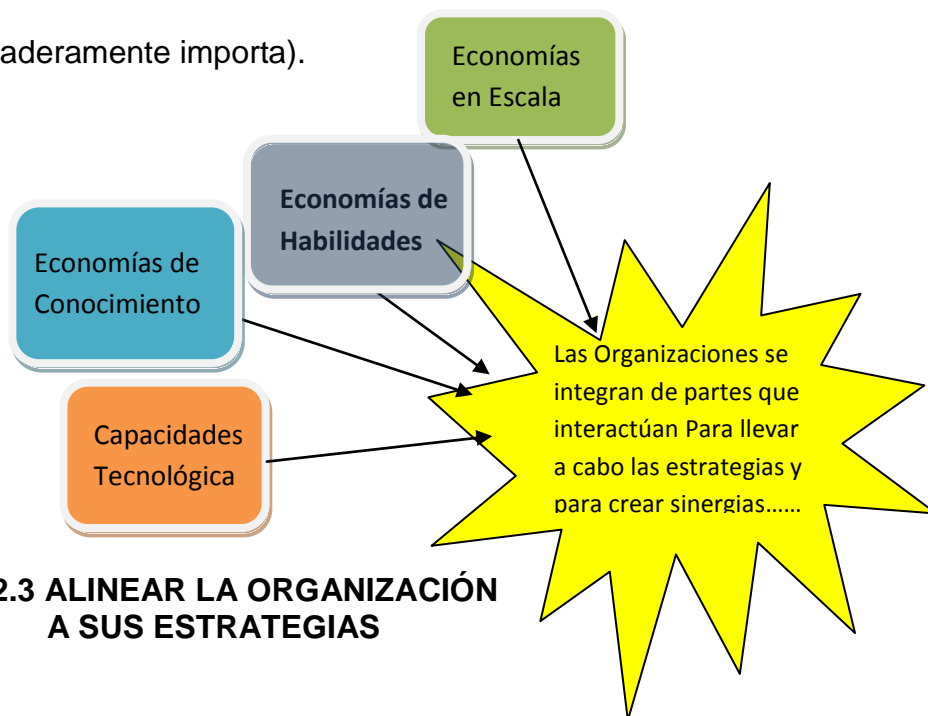 aderamente importa).
Economías
en Escala
Economías de
Habilidades
Economías de
Conocimiento
Capacidades
Tecnológica
Las Organizaciones se
integran de partes que
interactúan Para llevar
a cabo las estrategias y
para crear sinergias......
2.3 ALINEAR LA ORGANIZACIÓN
A SUS ESTRATEGIAS